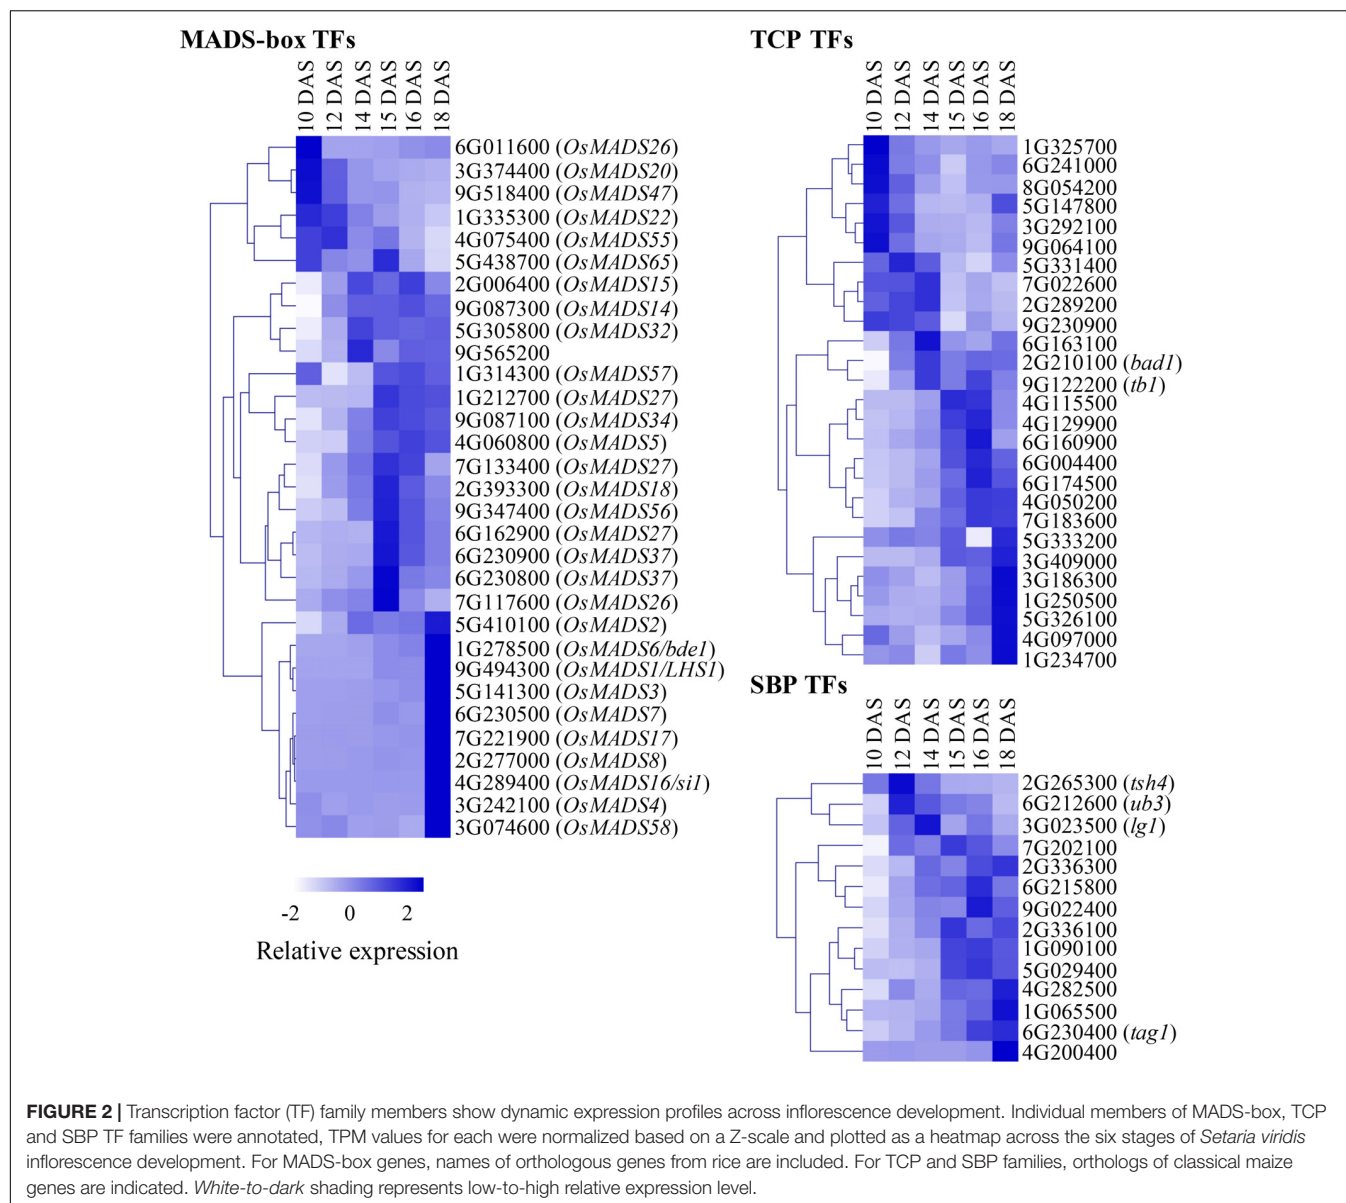 MADS-box TFs
10 DAS
12 DAS
14 DAS
15 DAS
16 DAS
18 DAS
6G011600 (OsMADS26)
3G374400 (OsMADS20)
9G518400 (OsMADS47)
1G335300 (OsMADS22)
4G075400 (OsMADS55)
5G438700 (OsMADS65)
2G006400 (OsMADS15)
9G087300 (OsMADS14)
5G305800 (OsMADS32)
9G565200
1G314300 (OsMADS57)
1G212700 (OsMADS27)
9G087100 (OsMADS34)
4G060800 (OsMADS5)
7G133400 (OsMADS27)
2G393300 (OsMADS18)
9G347400 (OsMADS56)
6G162900 (OsMADS27)
6G230900 (OsMADS37)
6G230800 (OsMADS37)
7G117600 (OsMADS26)
5G410100 (OsMADS2)
1G278500 (OsMADS6/bde1)
9G494300 (OsMADS1/LHS1)
5G141300 (OsMADS3)
6G230500 (OsMADS7)
7G221900 (OsMADS17)
2G277000 (OsMADS8)
4G289400 (OsMADS16/si1)
3G242100 (OsMADS4)
3G074600 (OsMADS58)
-2 0 2
Relative expression
TCP TFs
10 DAS
12 DAS
14 DAS
15 DAS
16 DAS
18 DAS
1G325700
6G241000
8G054200
5G147800
3G292100
9G064100
5G331400
7G022600
2G289200
9G230900
6G163100
2G210100 (bad1)
9G122200 (tb1)
4G115500
4G129900
6G160900
6G004400
6G174500
4G050200
7G183600
5G333200
3G409000
3G186300
1G250500
5G326100
4G097000
1G234700
SBP TFs
10 DAS
12 DAS
14 DAS
15 DAS
16 DAS
18 DAS
2G265300 (tsh4)
6G212600 (ub3)
3G023500 (lg1)
7G202100
2G336300
6G215800
9G022400
2G336100
1G090100
5G029400
4G282500
1G065500
6G230400 (tag1)
4G200400
FIGURE 2 | Transcription factor (TF) family members show dynamic expression profiles across inflorescence development. Individual members of MADS-box, TCP
and SBP TF families were annotated, TPM values for each were normalized based on a Z-scale and plotted as a heatmap across the six stages of Setaria viridis
inflorescence development. For MADS-box genes, names of orthologous genes from rice are included. For TCP and SBP families, orthologs of classical maize
genes are indicated. White-to-dark shading represents low-to-high relative expression level.